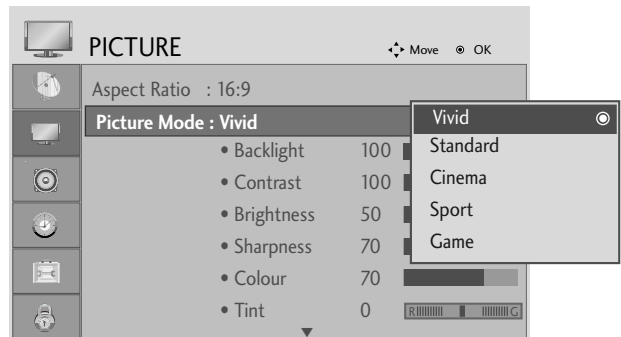 PICTURE
Move OK
Aspect Ratio : 16:9
Picture Mode : Vivid
• Backlight 100
• Contrast 100
• Brightness 50
• Sharpness 70
• Colour 70
• Tint 0 R G
Vivid
Standard
Cinema
Sport
Game